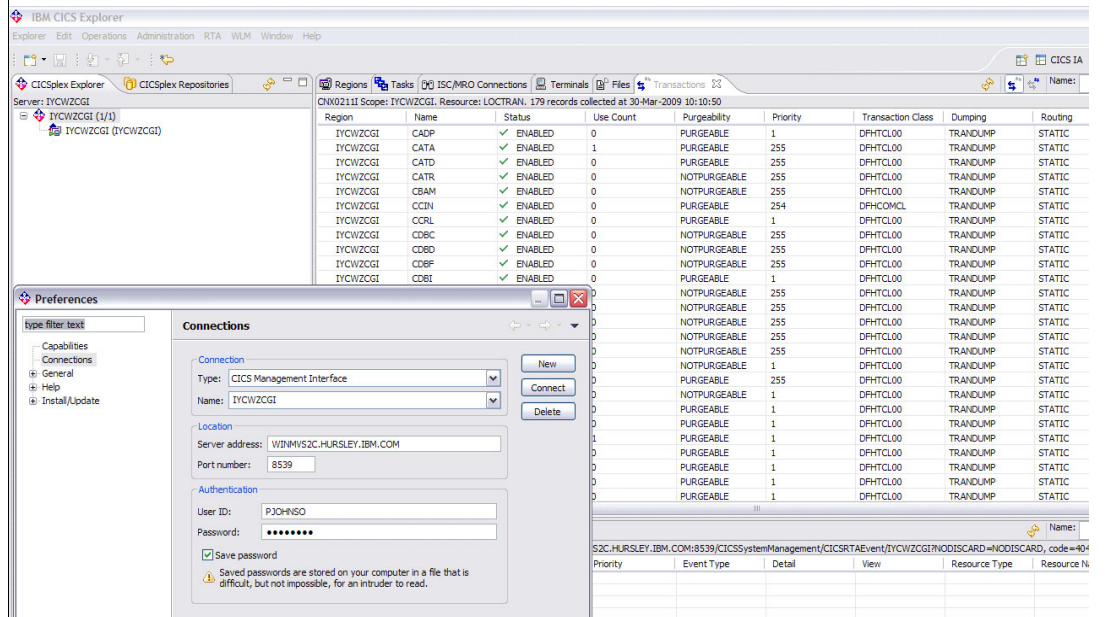 IBM CICS Explorer
Explorer Edit Operations Administration RTA WLM Window Help
CICS IA
CICSplex Explorer CICSplex Repositories
Regions Tasks ISC/MRO Connections Terminals Files Transactions Name:
Server: IYCWZCGI
CNX0211I Scope: IYCWZCGI. Resource: LOCTRAN. 179 records collected at 30-Mar-2009 10:10:50
IYCWZCGI (1/1)
IYCWZCGI (IYCWZCGI)
Region Name Status Use Count Purgeability Priority Transaction Class Dumping Routing
IYCWZCGI CADP ENABLED 0 PURGEABLE 1 DFHTCL00 TRANDUMP STATIC
IYCWZCGI CATA ENABLED 1 PURGEABLE 255 DFHTCL00 TRANDUMP STATIC
IYCWZCGI CATD ENABLED 0 PURGEABLE 255 DFHTCL00 TRANDUMP STATIC
IYCWZCGI CATR ENABLED 0 NOTPURGEABLE 255 DFHTCL00 TRANDUMP STATIC
IYCWZCGI CBAM ENABLED 0 NOTPURGEABLE 255 DFHTCL00 TRANDUMP STATIC
IYCWZCGI CCIN ENABLED 0 PURGEABLE 254 DFHCOMCL TRANDUMP STATIC
IYCWZCGI CCRL ENABLED 0 PURGEABLE 1 DFHTCL00 TRANDUMP STATIC
IYCWZCGI CDBC ENABLED 0 NOTPURGEABLE 255 DFHTCL00 TRANDUMP STATIC
IYCWZCGI CDBD ENABLED 0 NOTPURGEABLE 255 DFHTCL00 TRANDUMP STATIC
IYCWZCGI CDBF ENABLED 0 NOTPURGEABLE 255 DFHTCL00 TRANDUMP STATIC
IYCWZCGI CDBI ENABLED 0 PURGEABLE 1 DFHTCL00 TRANDUMP STATIC
NOTPURGEABLE 255 DFHTCL00 TRANDUMP STATIC
NOTPURGEABLE 255 DFHTCL00 TRANDUMP STATIC
NOTPURGEABLE 255 DFHTCL00 TRANDUMP STATIC
NOTPURGEABLE 255 DFHTCL00 TRANDUMP STATIC
NOTPURGEABLE 255 DFHTCL00 TRANDUMP STATIC
NOTPURGEABLE 1 DFHTCL00 TRANDUMP STATIC
PURGEABLE 255 DFHTCL00 TRANDUMP STATIC
NOTPURGEABLE 1 DFHTCL00 TRANDUMP STATIC
PURGEABLE 1 DFHTCL00 TRANDUMP STATIC
PURGEABLE 1 DFHTCL00 TRANDUMP STATIC
PURGEABLE 1 DFHTCL00 TRANDUMP STATIC
PURGEABLE 1 DFHTCL00 TRANDUMP STATIC
PURGEABLE 1 DFHTCL00 TRANDUMP STATIC
PURGEABLE 1 DFHTCL00 TRANDUMP STATIC
PURGEABLE 1 DFHTCL00 TRANDUMP STATIC
Preferences
type filter text
Capabilities
Connections
General
Help
Install/Update
Connections
Connection
Type: CICS Management Interface
Name: IYCWZCGI
New
Connect
Delete
Location
Server address: WINMVS2C.HURSLEY.IBM.COM
Port number: 8539
Authentication
User ID: PJOHNSO
Password: ••••••••
Save password
Saved passwords are stored on your computer in a file that is
difficult, but not impossible, for an intruder to read.
Name:
S2C.HURSLEY.IBM.COM:8539/CICSSystemManagement/CICSRTAEvent/IYCWZCGI?NODISCARD=NODISCARD, code=404
Priority Event Type Detail View Resource Type Resource Na